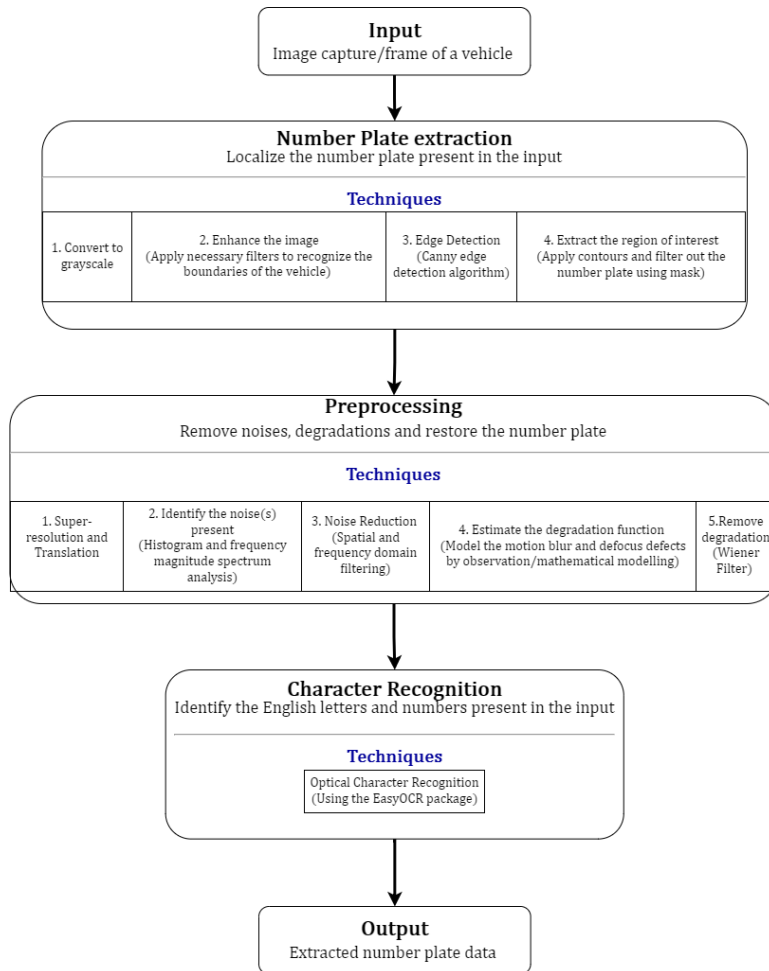 Input
Image capture/frame of a vehicle
Number Plate extraction
Localize the number plate present in the input
Techniques
1. Convert to
grayscale
2. Enhance the image
(Apply necessary filters to recognize the
boundaries of the vehicle)
3. Edge Detection
(Canny edge
detection algorithm)
4. Extract the region of interest
(Apply contours and filter out the
number plate using mask)
Preprocessing
Remove noises, degradations and restore the number plate
Techniques
1. Super-
resolution and
Translation
2. Identify the noise(s)
present
(Histogram and frequency
magnitude spectrum
analysis)
3. Noise Reduction
(Spatial and
frequency domain
filtering)
4. Estimate the degradation function
(Model the motion blur and defocus defects
by observation/mathematical modelling)
5.Remove
degradation
(Wiener
Filter)
Character Recognition
Identify the English letters and numbers present in the input
Techniques
Optical Character Recognition
(Using the EasyOCR package)
Output
Extracted number plate data